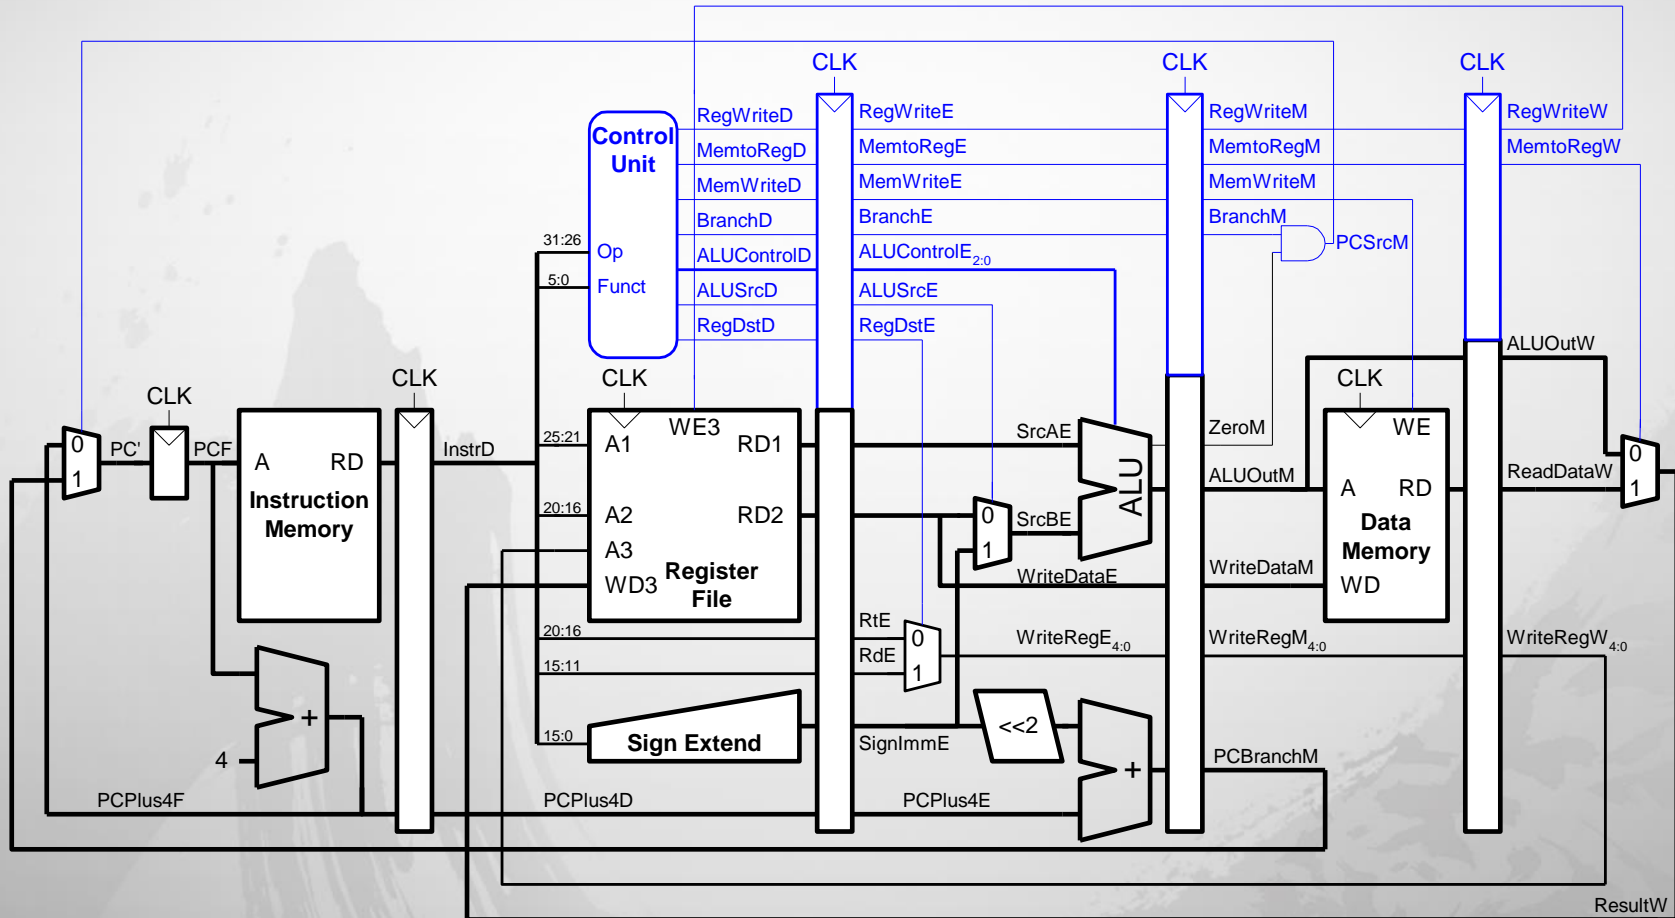 CLK CLK CLK
RegWriteD RegWriteE RegWriteM RegWriteW
Control
Unit
MemtoRegD MemtoRegE MemtoRegM MemtoRegW
MemWriteD MemWriteE MemWriteM
BranchD BranchE BranchM
31:26 Op ALUControlD ALUControlE2:0 PCSrcM
5:0 Funct ALUSrcD ALUSrcE
RegDstD RegDstE
ALUOutW
CLK CLK CLK CLK
0 PC' PCF A RD InstrD 25:21 A1 WE3 RD1 SrcAE ALU ZeroM WE 0
1 Instruction
Memory
20:16 A2 RD2 0 SrcBE ALUOutM A RD ReadDataW 1
A3 1 Data
Memory
WD3 Register
File
WriteDataE WriteDataM WD
20:16 RtE 0 WriteRegE4:0 WriteRegM4:0 WriteRegW4:0
15:11 RdE 1
+
4
15:0 Sign Extend SignImmE <<2
+ PCBranchM
PCPlus4F PCPlus4D PCPlus4E
ResultW